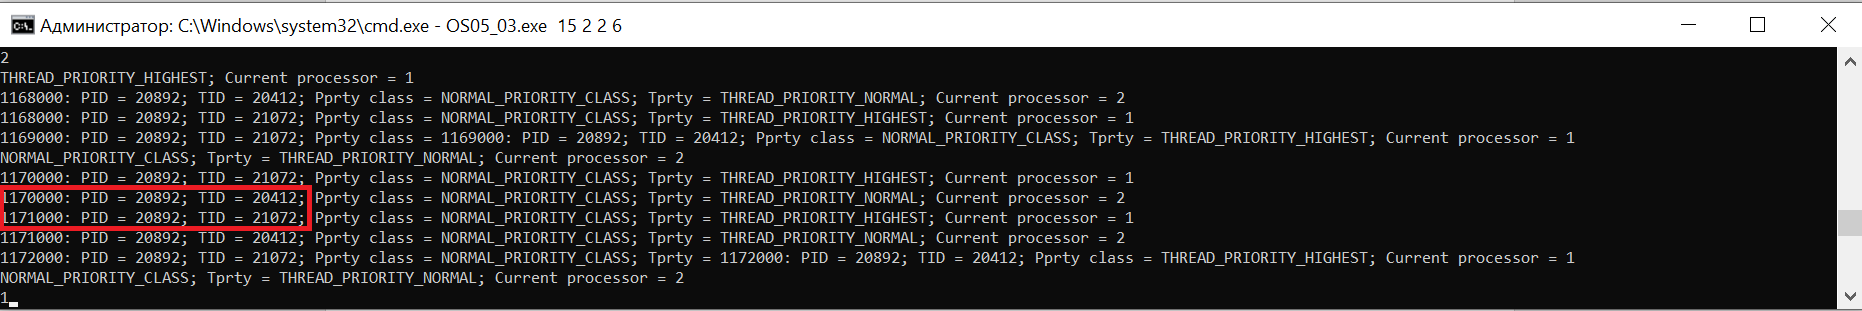 Администратор: C:\Windows\system32\cmd.exe - OS05_03.exe  15 2 2 6
2
THREAD_PRIORITY_HIGHEST; Current processor = 1
1168000: PID = 20892; TID = 20412; Pprty class = NORMAL_PRIORITY_CLASS; Tprty = THREAD_PRIORITY_NORMAL; Current processor = 2
1168000: PID = 20892; TID = 21072; Pprty class = NORMAL_PRIORITY_CLASS; Tprty = THREAD_PRIORITY_HIGHEST; Current processor = 1
1169000: PID = 20892; TID = 21072; Pprty class = 1169000: PID = 20892; TID = 20412; Pprty class = NORMAL_PRIORITY_CLASS; Tprty = THREAD_PRIORITY_HIGHEST; Current processor = 1
NORMAL_PRIORITY_CLASS; Tprty = THREAD_PRIORITY_NORMAL; Current processor = 2
1170000: PID = 20892; TID = 21072; Pprty class = NORMAL_PRIORITY_CLASS; Tprty = THREAD_PRIORITY_HIGHEST; Current processor = 1
1170000: PID = 20892; TID = 20412; Pprty class = NORMAL_PRIORITY_CLASS; Tprty = THREAD_PRIORITY_NORMAL; Current processor = 2
1171000: PID = 20892; TID = 21072; Pprty class = NORMAL_PRIORITY_CLASS; Tprty = THREAD_PRIORITY_HIGHEST; Current processor = 1
1171000: PID = 20892; TID = 20412; Pprty class = NORMAL_PRIORITY_CLASS; Tprty = THREAD_PRIORITY_NORMAL; Current processor = 2
1172000: PID = 20892; TID = 21072; Pprty class = NORMAL_PRIORITY_CLASS; Tprty = 1172000: PID = 20892; TID = 20412; Pprty class = THREAD_PRIORITY_HIGHEST; Current processor = 1
NORMAL_PRIORITY_CLASS; Tprty = THREAD_PRIORITY_NORMAL; Current processor = 2
1